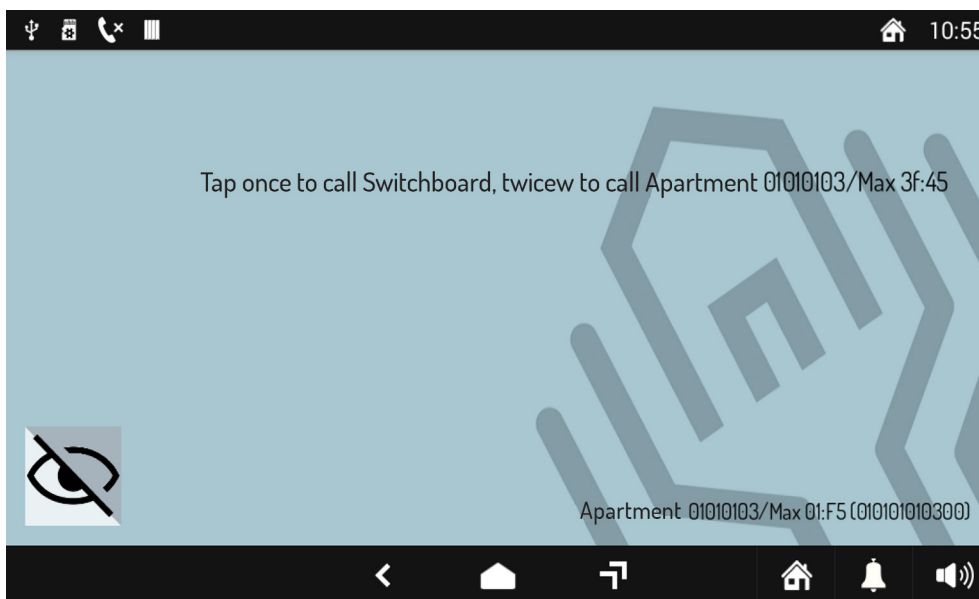 10:55
Tap once to call Switchboard, twicew to call Apartment 01010103/Max 3f:45
Apartment 01010103/Max 01:F5 (010101010300)